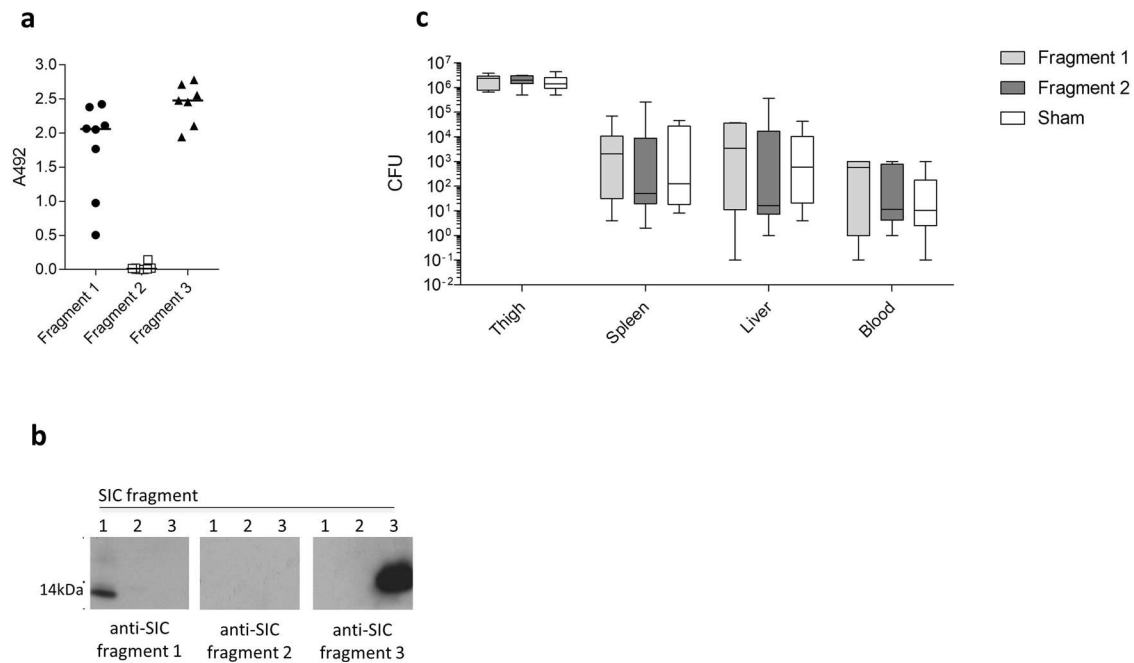 a
3.0
2.5
2.0
1.5
1.0
0.5
0.0
A492
Fragment 1
Fragment 2
Fragment 3
c
10⁷
10⁶
10⁵
10⁴
10³
10²
10¹
10⁰
10⁻¹
10⁻²
CFU
Thigh
Spleen
Liver
Blood
Fragment 1
Fragment 2
Sham
b
SIC fragment
1 2 3 1 2 3 1 2 3
14kDa
anti-SIC
fragment 1
anti-SIC
fragment 2
anti-SIC
fragment 3